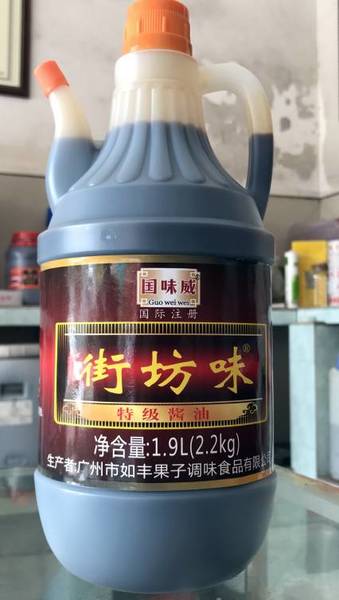 国味威
Guo wei wei
国际注册
街坊味®
特级酱油
净含量:1.9L(2.2kg)
生产者:广州市如丰果子调味食品有限公司